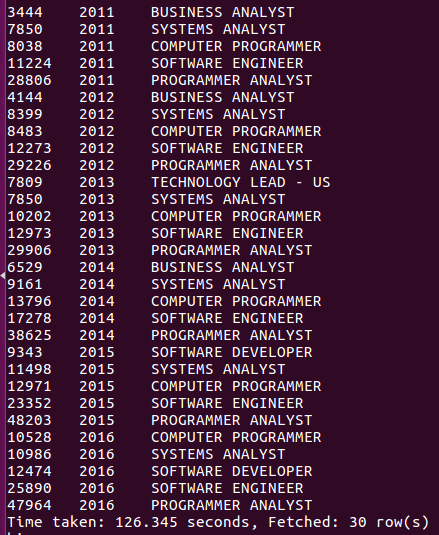 3444 2011 BUSINESS ANALYST
7850 2011 SYSTEMS ANALYST
8038 2011 COMPUTER PROGRAMMER
11224 2011 SOFTWARE ENGINEER
28806 2011 PROGRAMMER ANALYST
4144 2012 BUSINESS ANALYST
8399 2012 SYSTEMS ANALYST
8483 2012 COMPUTER PROGRAMMER
12273 2012 SOFTWARE ENGINEER
29226 2012 PROGRAMMER ANALYST
7809 2013 TECHNOLOGY LEAD - US
7850 2013 SYSTEMS ANALYST
10202 2013 COMPUTER PROGRAMMER
12973 2013 SOFTWARE ENGINEER
29906 2013 PROGRAMMER ANALYST
6529 2014 BUSINESS ANALYST
9161 2014 SYSTEMS ANALYST
13796 2014 COMPUTER PROGRAMMER
17278 2014 SOFTWARE ENGINEER
38625 2014 PROGRAMMER ANALYST
9343 2015 SOFTWARE DEVELOPER
11498 2015 SYSTEMS ANALYST
12971 2015 COMPUTER PROGRAMMER
23352 2015 SOFTWARE ENGINEER
48203 2015 PROGRAMMER ANALYST
10528 2016 COMPUTER PROGRAMMER
10986 2016 SYSTEMS ANALYST
12474 2016 SOFTWARE DEVELOPER
25890 2016 SOFTWARE ENGINEER
47964 2016 PROGRAMMER ANALYST
Time taken: 126.345 seconds, Fetched: 30 row(s)